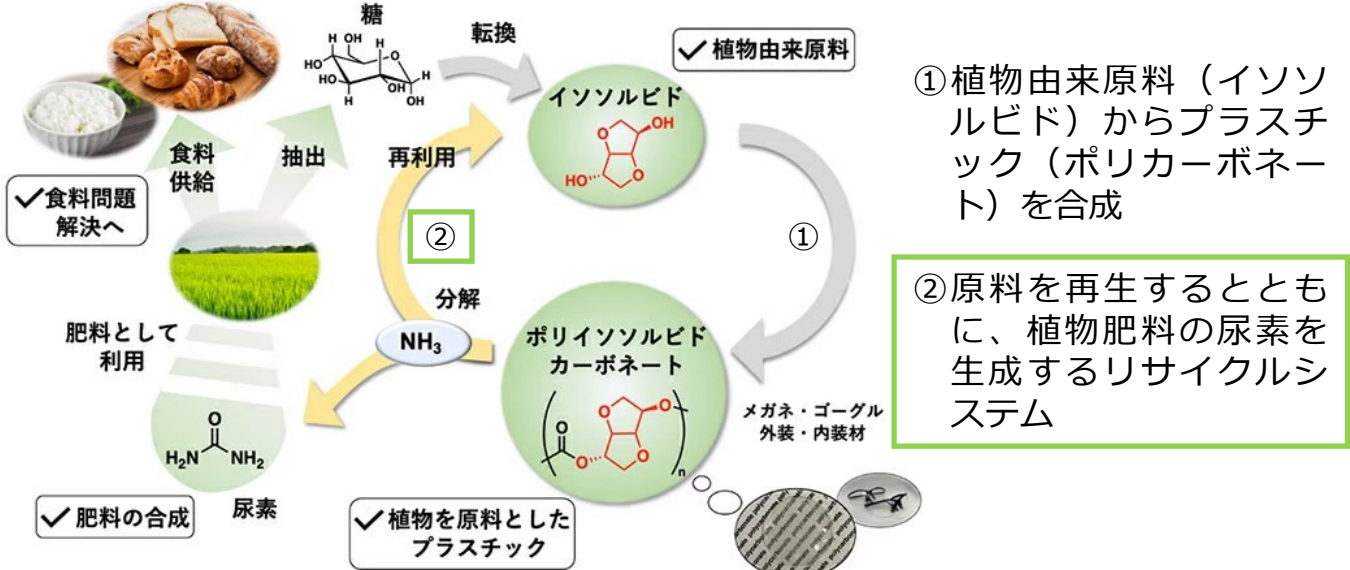 糖
転換
✓植物由来原料
イソソルビド
H
OH
H
H
O
HO
HO
H
H
OH
OH
H
O
OH
HO
O
食料
供給
抽出
再利用
✓食料問題
解決へ
②
①
分解
NH3
肥料として
利用
ポリイソソルビド
カーボネート
O
O
O
O
O
n
メガネ・ゴーグル
外装・内装材
O
H2N
NH2
尿素
✓肥料の合成
✓植物を原料とした
プラスチック
polycarbonate
①植物由来原料（イソソ
ルビド）からプラスチ
ック（ポリカーボネー
ト）を合成
②原料を再生するととも
に、植物肥料の尿素を
生成するリサイクルシ
ステム